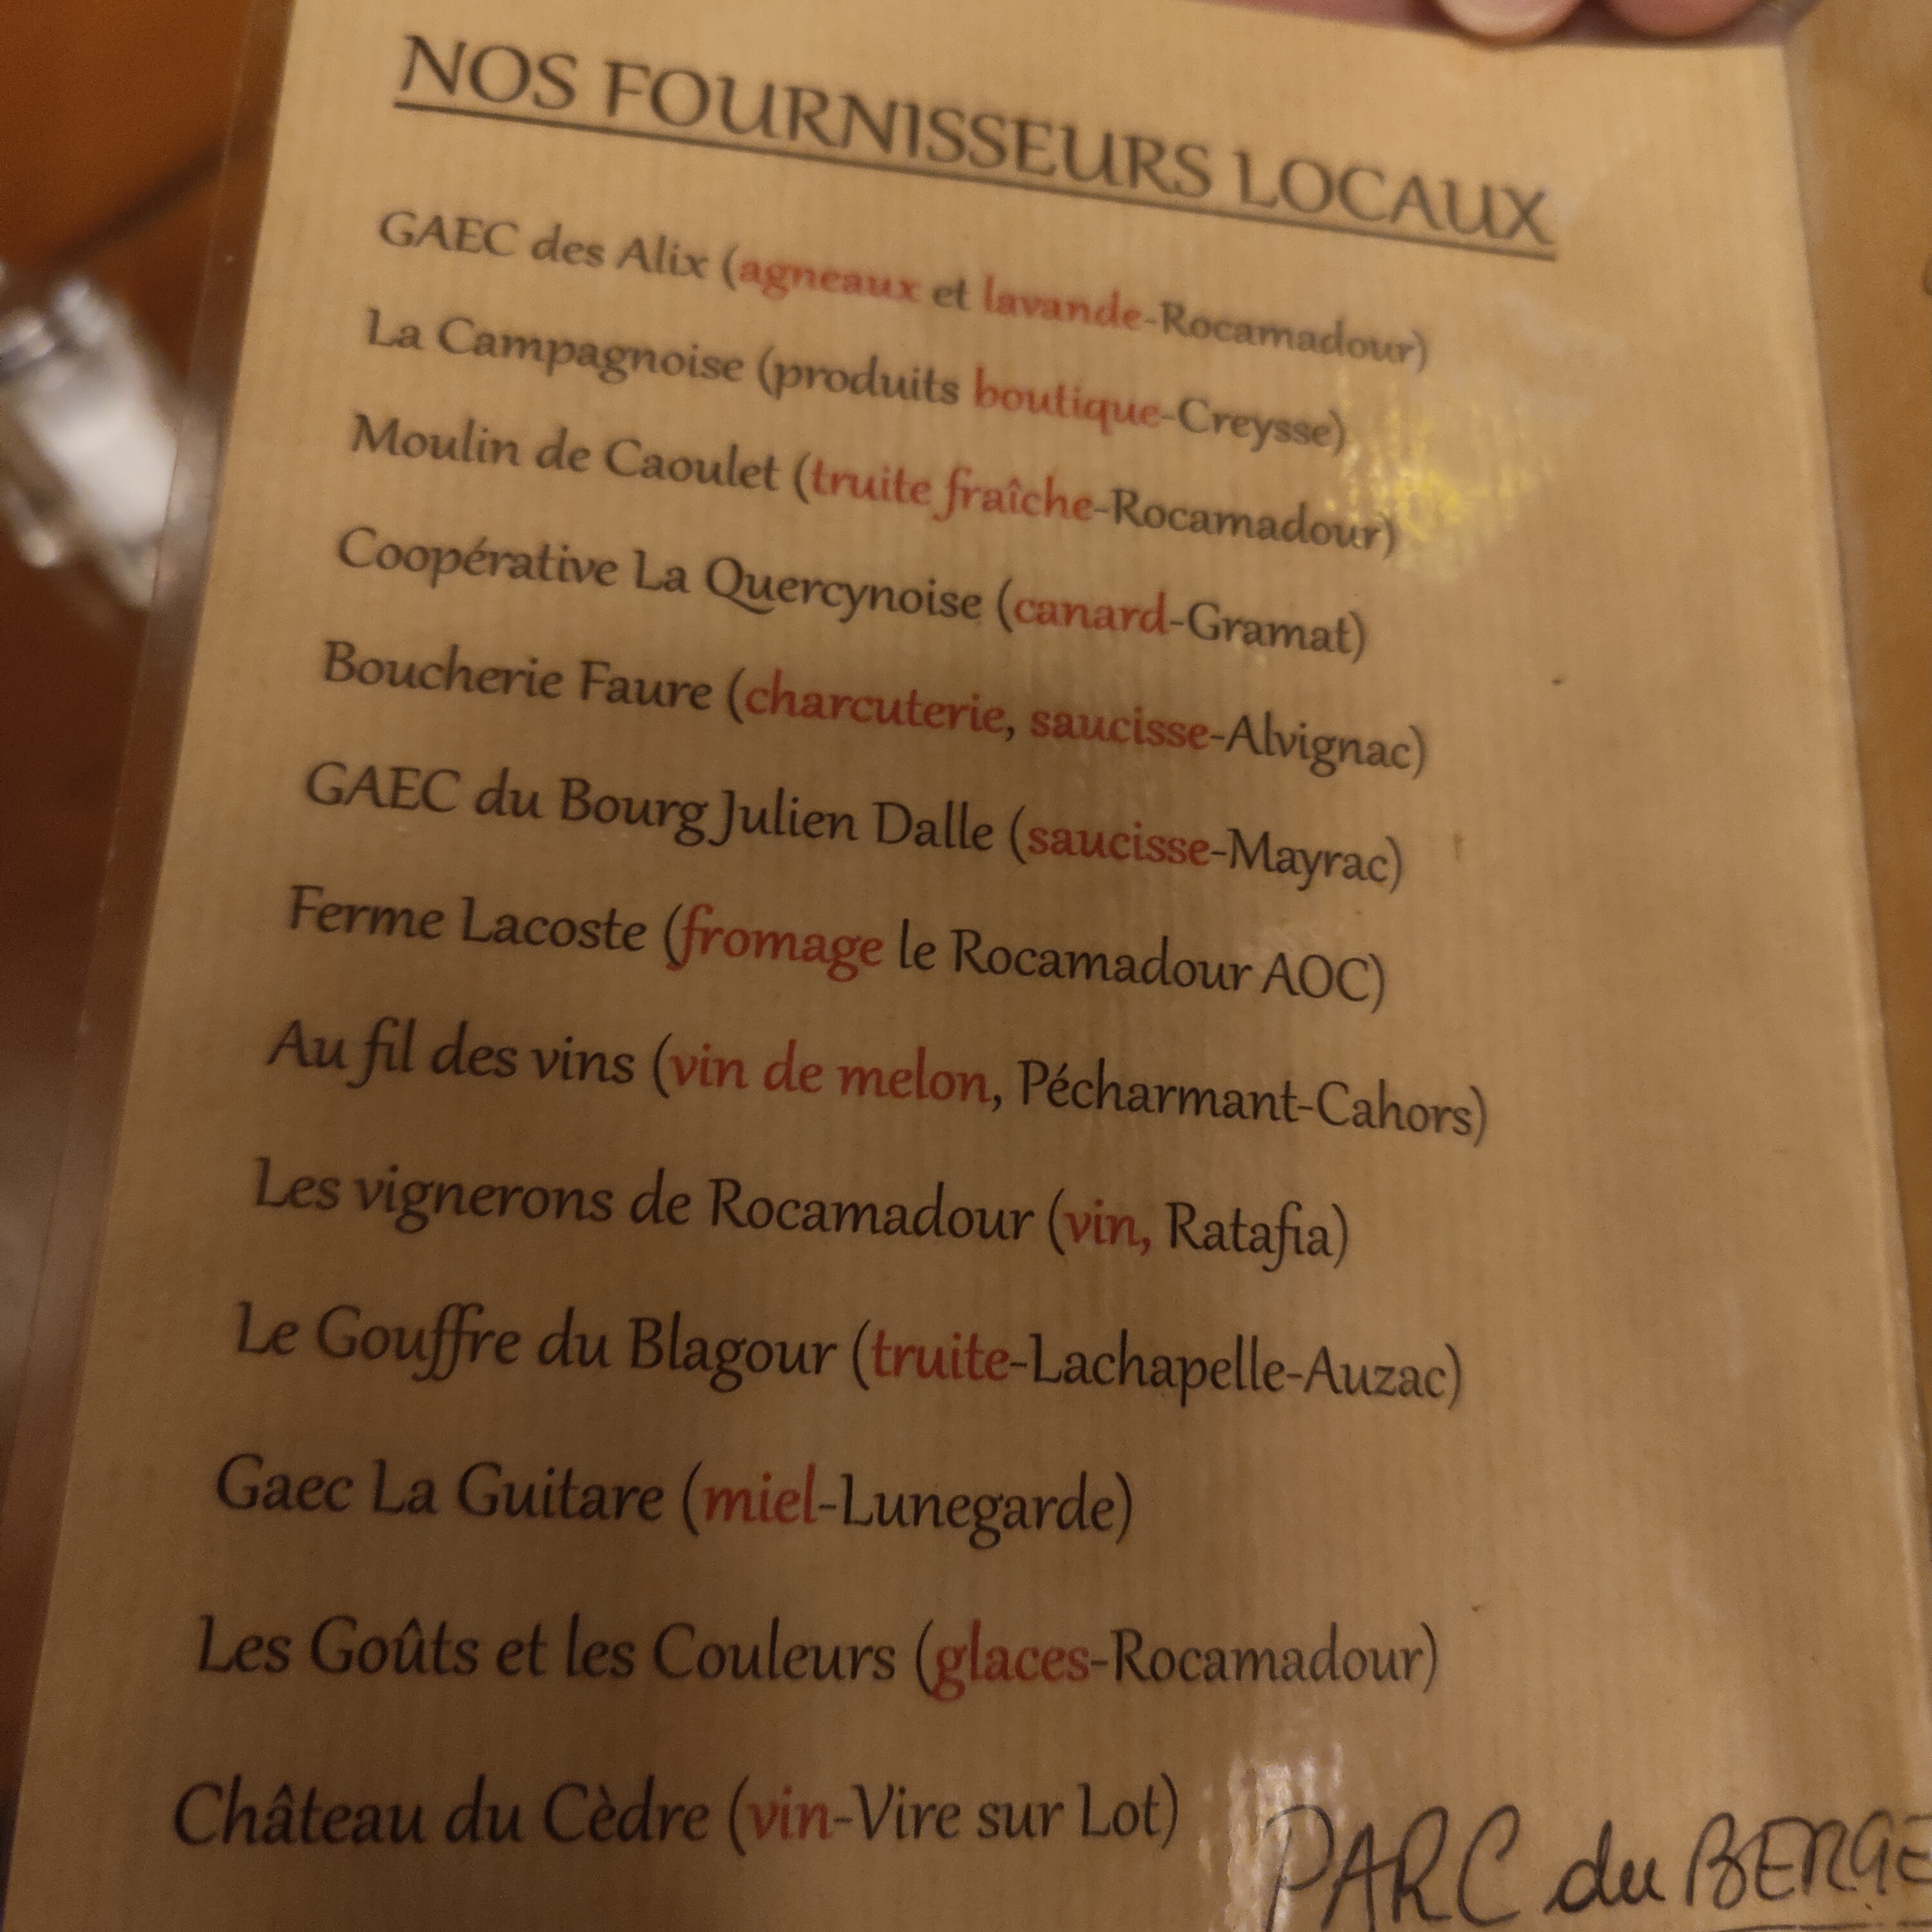 NOS FOURNISSEURS LOCAUX
GAEC des Alix (agneaux et lavande-Rocamadour)
La Campagnoise (produits boutique-Creysse)
Moulin de Caoulet (truite fraîche-Rocamadour)
Coopérative La Quercynoise (canard-Gramat)
Boucherie Faure (charcuterie, saucisse-Alvignac)
GAEC du Bourg Julien Dalle (saucisse-Mayrac)
Ferme Lacoste (fromage le Rocamadour AOC)
Au fil des vins (vin de melon, Pécharmant-Cahors)
Les vignerons de Rocamadour (vin, Ratafia)
Le Gouffre du Blagour (truite-Lachapelle-Auzac)
Gaec La Guitare (miel-Lunegarde)
Les Goûts et les Couleurs (glaces-Rocamadour)
Château du Cèdre (vin-Vire sur Lot)
PARC du